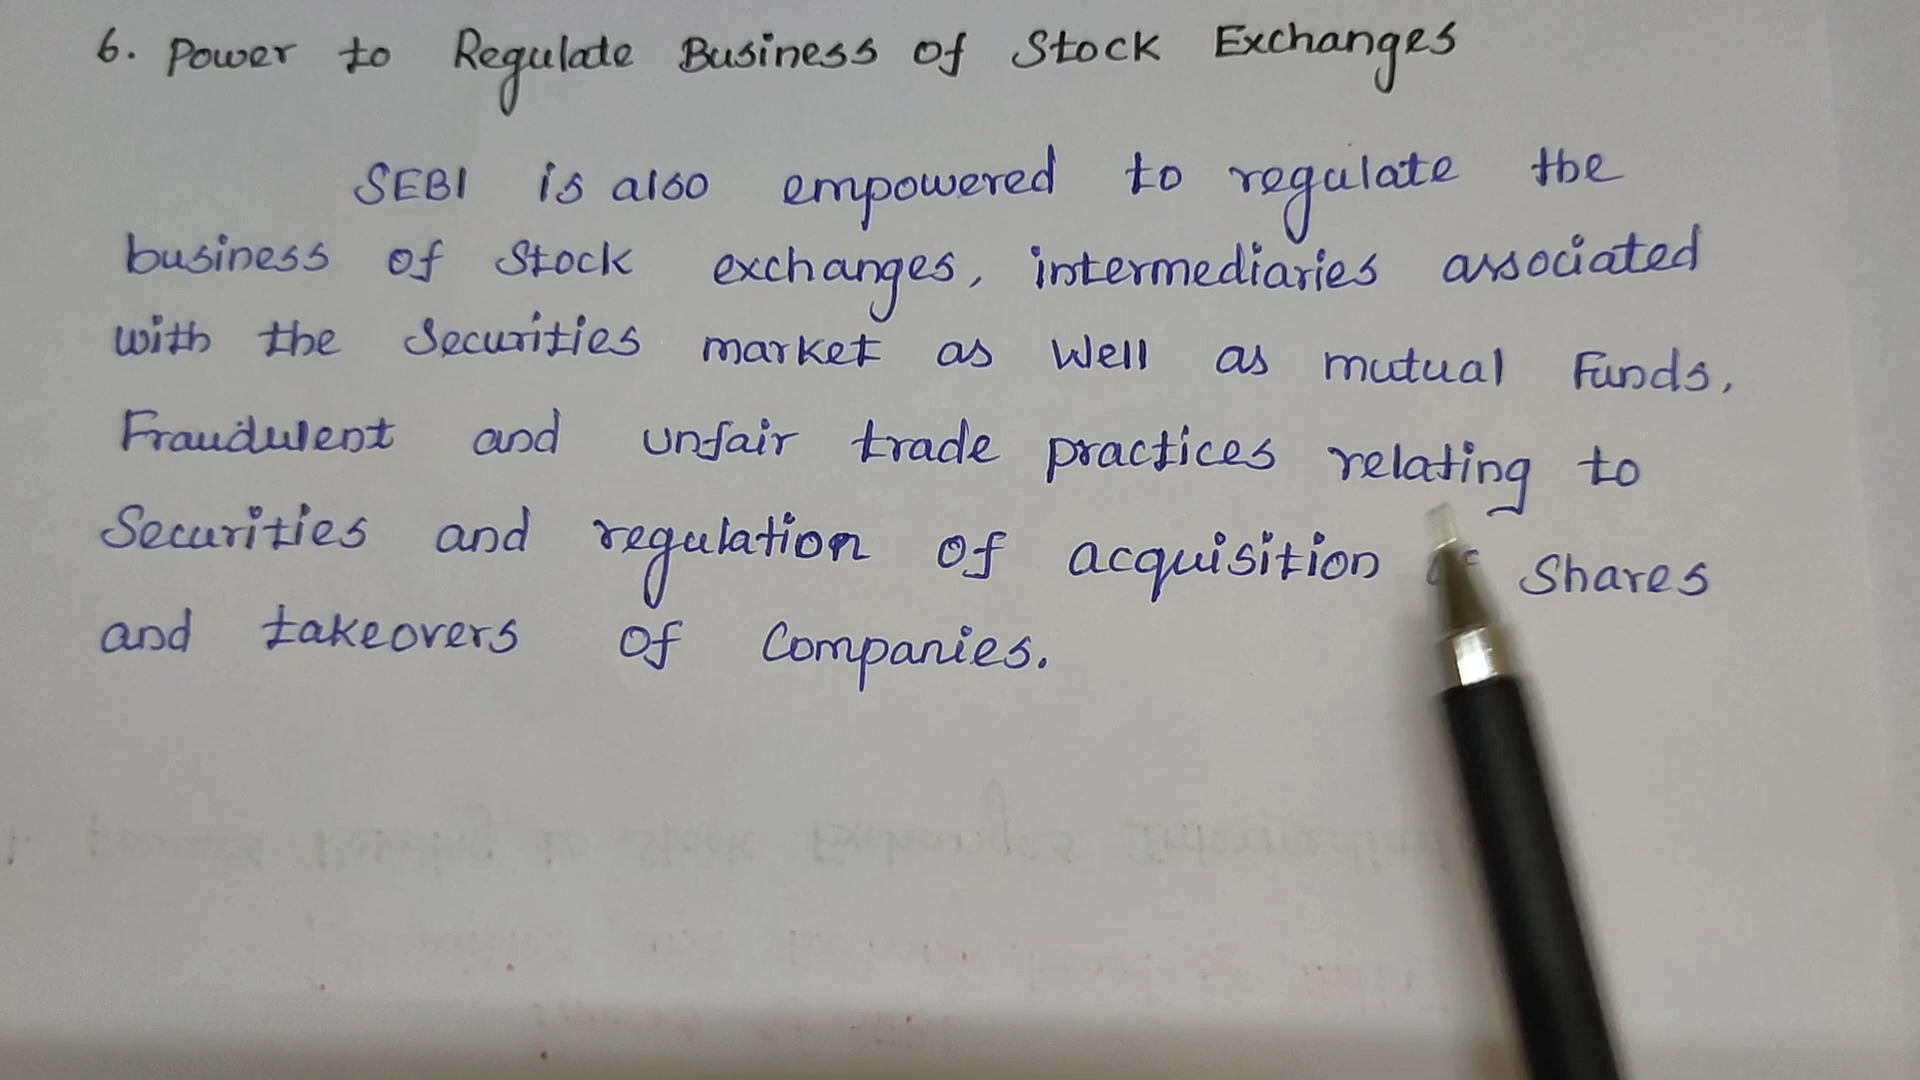 6. Power to Regulate Business of Stock Exchanges
SEBI is also empowered to regulate the
business of Stock exchanges, intermediaries associated
with the Securities market as well as mutual Funds,
Fraudulent and unfair trade practices relating to
Securities and regulation of acquisition of Shares
and takeovers of Companies.